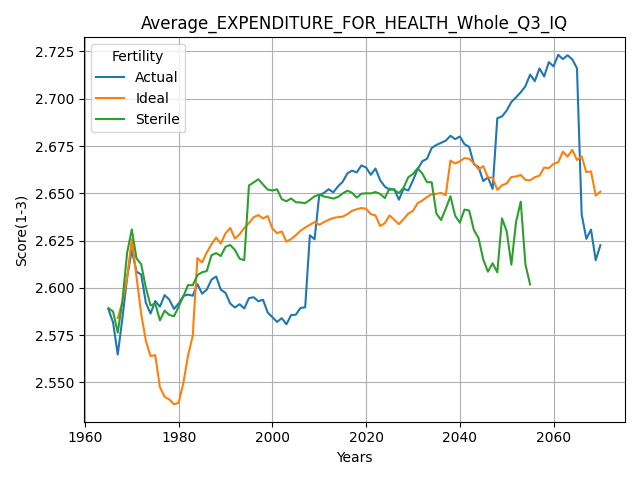 Average_EXPENDITURE_FOR_HEALTH_Whole_Q3_IQ
Fertility
Actual
Ideal
Sterile
Score(1-3)
2.725
2.700
2.675
2.650
2.625
2.600
2.575
2.550
1960 1980 2000 2020 2040 2060
Years